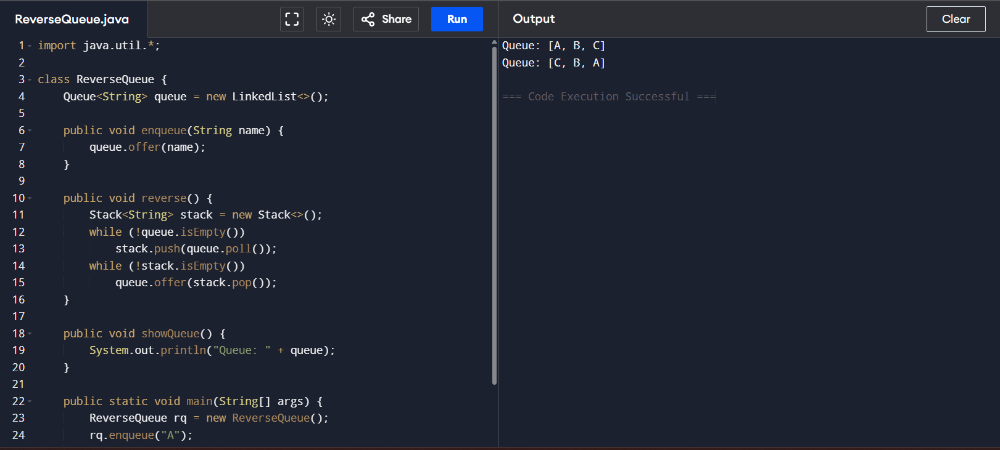 ReverseQueue.java
Share
Run
Output
Clear
1 import java.util.*;
2
3 class ReverseQueue {
4     Queue<String> queue = new LinkedList<>();
5
6     public void enqueue(String name) {
7         queue.offer(name);
8     }
9
10     public void reverse() {
11         Stack<String> stack = new Stack<>();
12         while (!queue.isEmpty())
13             stack.push(queue.poll());
14         while (!stack.isEmpty())
15             queue.offer(stack.pop());
16     }
17
18     public void showQueue() {
19         System.out.println("Queue: " + queue);
20     }
21
22     public static void main(String[] args) {
23         ReverseQueue rq = new ReverseQueue();
24         rq.enqueue("A");
Queue: [A, B, C]
Queue: [C, B, A]
=== Code Execution Successful ===